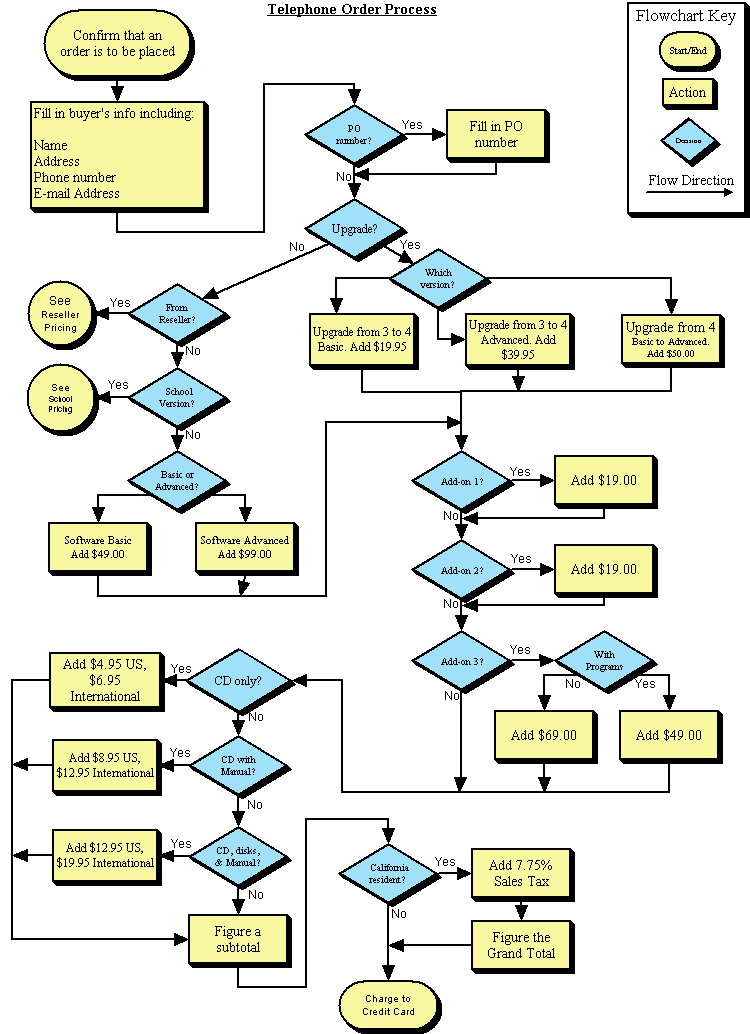 Telephone Order Process
Flowchart Key
Start/End
Action
Decision
Flow Direction
Confirm that an
order is to be placed
Fill in buyer's info including:
Name
Address
Phone number
E-mail Address
PO
number?
Yes
Fill in PO
number
No
Upgrade?
No
Yes
Which
version?
Upgrade from 3 to 4
Basic. Add $19.95
Upgrade from 3 to 4
Advanced. Add
$39.95
Upgrade from 4
Basic to Advanced.
Add $50.00
From
Reseller?
Yes
See
Reseller
Pricing
No
School
Version?
Yes
See
School
Pricing
No
Basic or
Advanced?
Software Basic
Add $49.00
Software Advanced
Add $99.00
Add-on 1?
Yes
Add $19.00
No
Add-on 2?
Yes
Add $19.00
No
Add-on 3?
Yes
With
Program?
No
No
Yes
Add $69.00
Add $49.00
CD only?
Yes
Add $4.95 US,
$6.95
International
No
CD with
Manual?
Yes
Add $8.95 US,
$12.95 International
No
CD, disks,
& Manual?
Yes
Add $12.95 US,
$19.95 International
No
Figure a
subtotal
California
resident?
Yes
Add 7.75%
Sales Tax
No
Figure the
Grand Total
Charge to
Credit Card